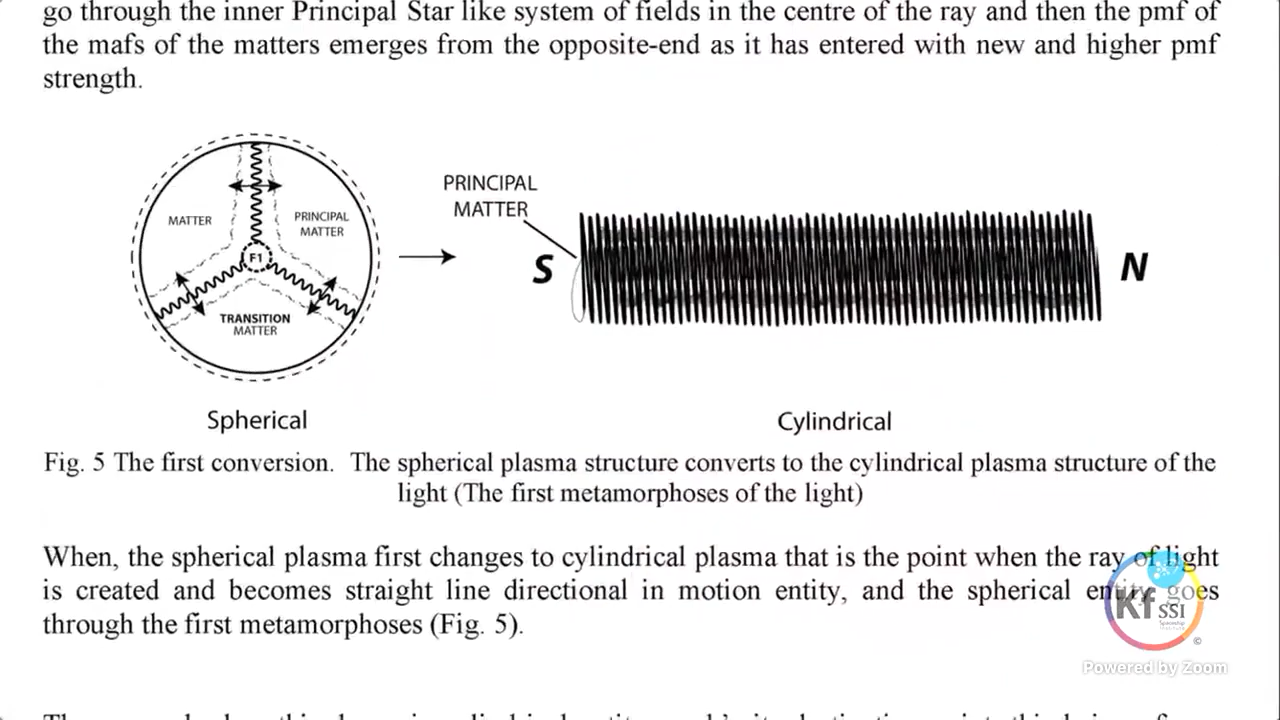 go through the inner Principal Star like system of fields in the centre of the ray and then the pmf of
the mafs of the matters emerges from the opposite-end as it has entered with new and higher pmf
strength.
MATTER
PRINCIPAL
MATTER
F1
TRANSITION
MATTER
PRINCIPAL
MATTER
S
N
Spherical
Cylindrical
Fig. 5 The first conversion. The spherical plasma structure converts to the cylindrical plasma structure of the
light (The first metamorphoses of the light)
When, the spherical plasma first changes to cylindrical plasma that is the point when the ray of light
is created and becomes straight line directional in motion entity, and the spherical entity goes
through the first metamorphoses (Fig. 5).
Kf SSI
Spaceship
Institute
©
Powered by Zoom